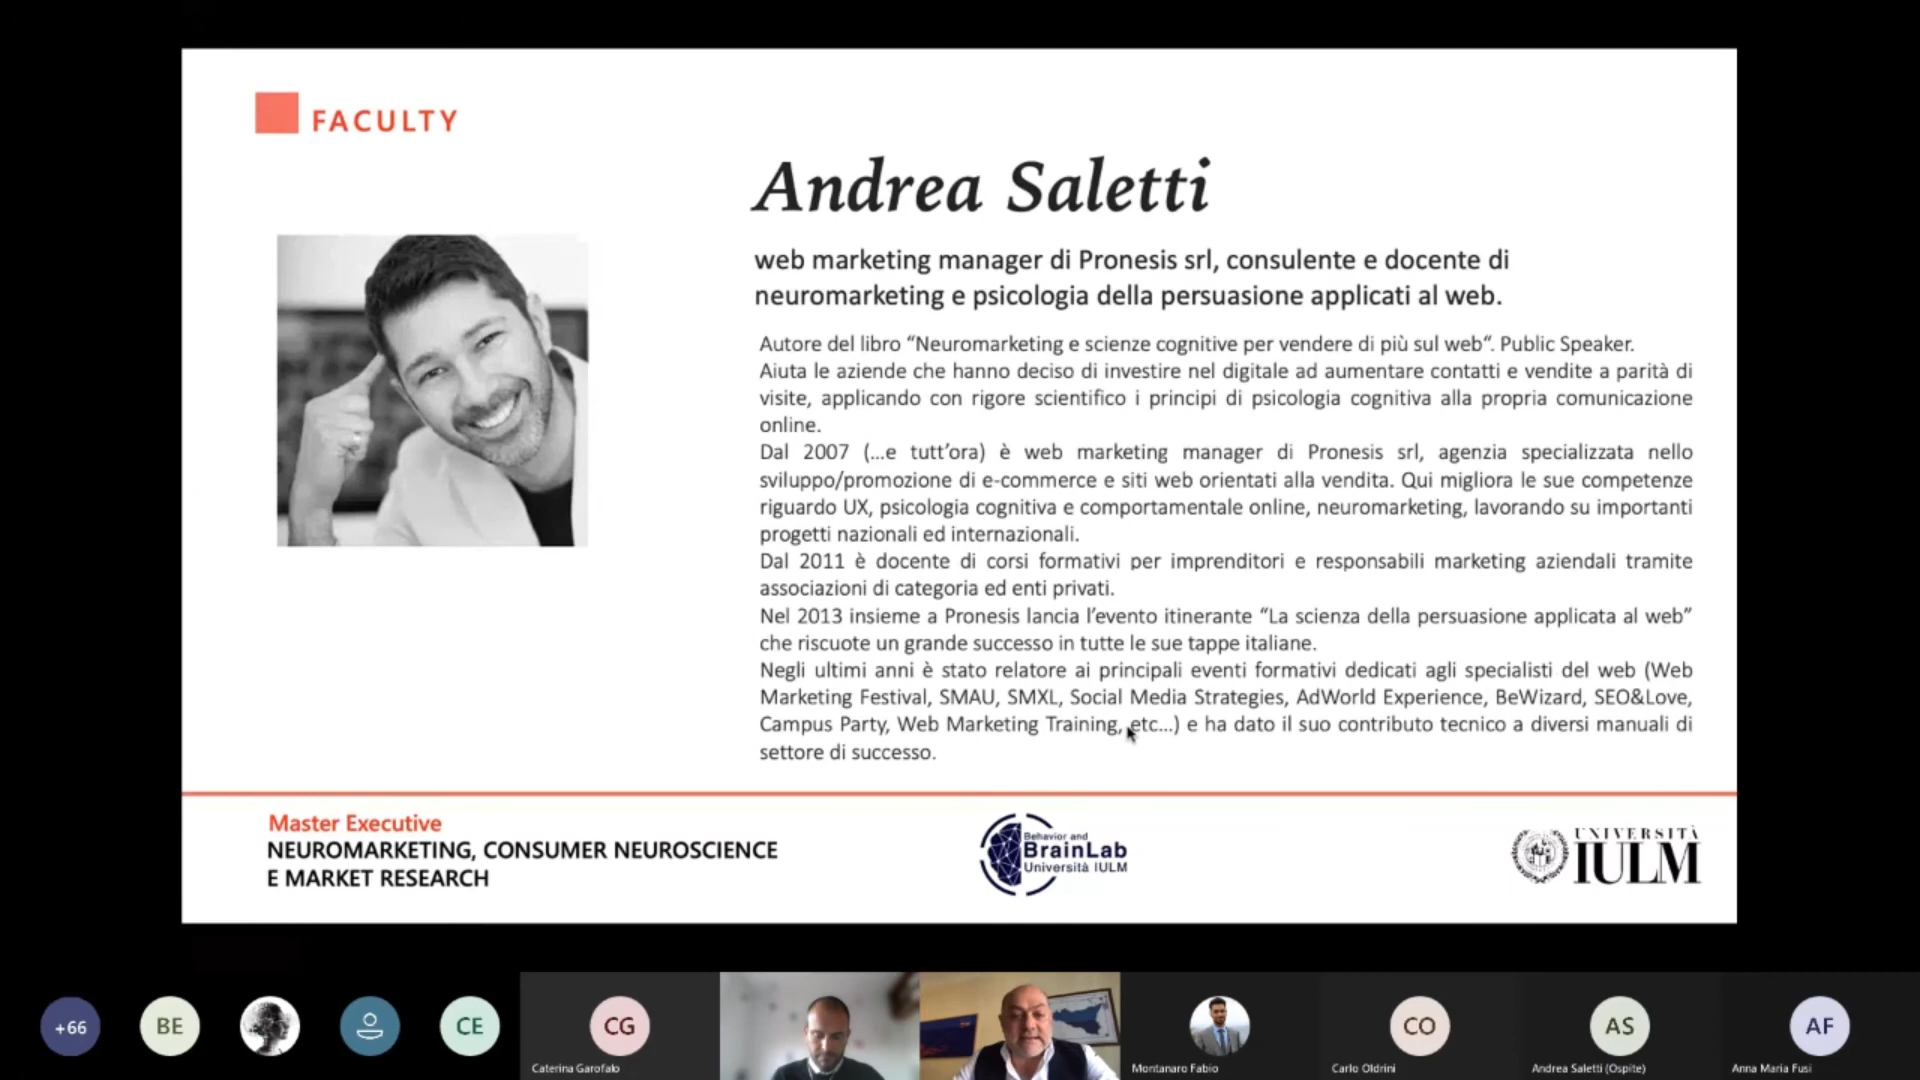 FACULTY
Andrea Saletti
web marketing manager di Pronesis srl, consulente e docente di
neuromarketing e psicologia della persuasione applicati al web.
Autore del libro “Neuromarketing e scienze cognitive per vendere di più sul web“. Public Speaker.
Aiuta le aziende che hanno deciso di investire nel digitale ad aumentare contatti e vendite a parità di
visite, applicando con rigore scientifico i principi di psicologia cognitiva alla propria comunicazione
online.
Dal 2007 (…e tutt’ora) è web marketing manager di Pronesis srl, agenzia specializzata nello
sviluppo/promozione di e-commerce e siti web orientati alla vendita. Qui migliora le sue competenze
riguardo UX, psicologia cognitiva e comportamentale online, neuromarketing, lavorando su importanti
progetti nazionali ed internazionali.
Dal 2011 è docente di corsi formativi per imprenditori e responsabili marketing aziendali tramite
associazioni di categoria ed enti privati.
Nel 2013 insieme a Pronesis lancia l’evento itinerante “La scienza della persuasione applicata al web”
che riscuote un grande successo in tutte le sue tappe italiane.
Negli ultimi anni è stato relatore ai principali eventi formativi dedicati agli specialisti del web (Web
Marketing Festival, SMAU, SMXL, Social Media Strategies, AdWorld Experience, BeWizard, SEO&Love,
Campus Party, Web Marketing Training, etc…) e ha dato il suo contributo tecnico a diversi manuali di
settore di successo.
Master Executive
NEUROMARKETING, CONSUMER NEUROSCIENCE
E MARKET RESEARCH
Behavior and
BrainLab
Università IULM
UNIVERSITÀ
IULM
+66
BE
CE
CG
CO
AS
AF
Caterina Garofalo
Montanaro Fabio
Carlo Oldrini
Andrea Saletti (Ospite)
Anna Maria Fusi